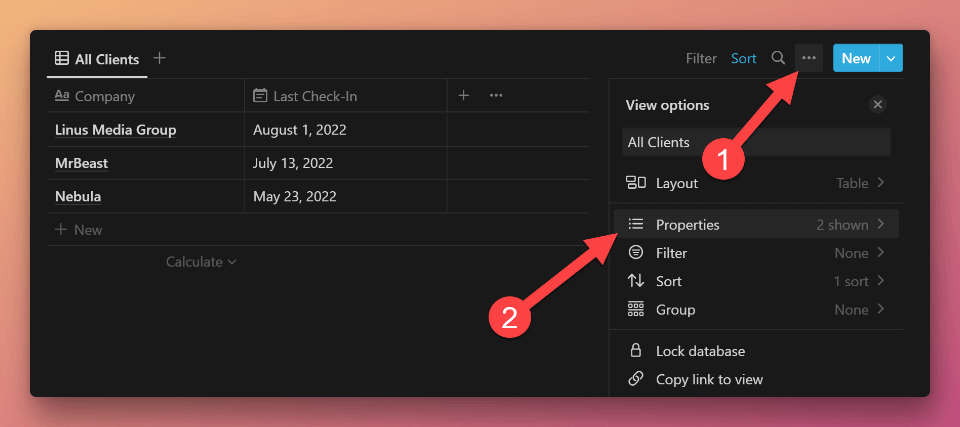 All Clients
Filter Sort New
Aa Company Last Check-In
Linus Media Group August 1, 2022
MrBeast July 13, 2022
Nebula May 23, 2022
New
Calculate
View options
All Clients
Layout Table
Properties 2 shown
Filter None
Sort 1 sort
Group None
Lock database
Copy link to view
1
2